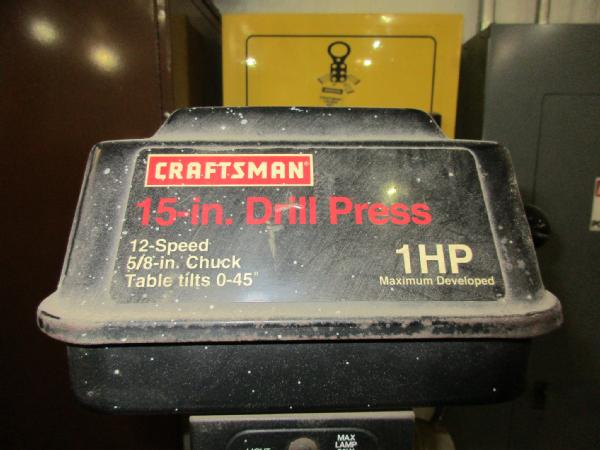 CRAFTSMAN
15-in. Drill Press
12-Speed
5/8-in. Chuck
Table tilts 0-45°
1HP
Maximum Developed
MAX
LAMP